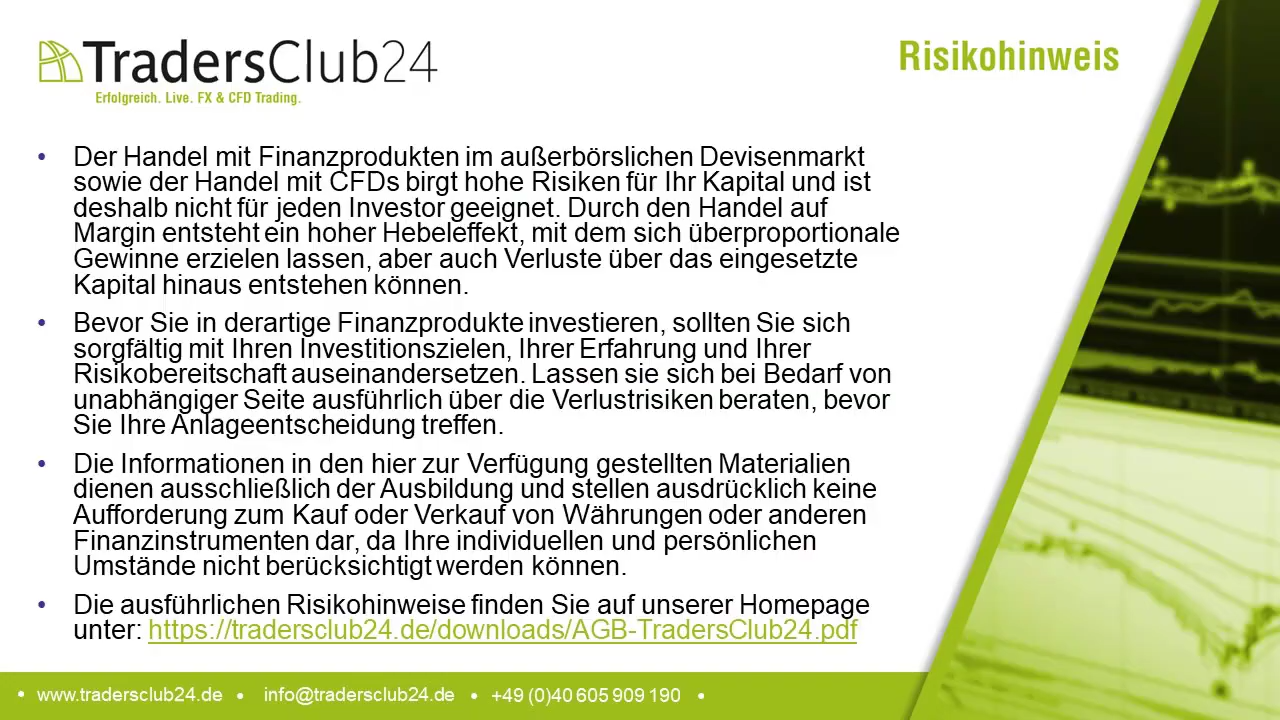 TradersClub24
Erfolgreich. Live. FX & CFD Trading.
Risikohinweis
• Der Handel mit Finanzprodukten im außerbörslichen Devisenmarkt
sowie der Handel mit CFDs birgt hohe Risiken für Ihr Kapital und ist
deshalb nicht für jeden Investor geeignet. Durch den Handel auf
Margin entsteht ein hoher Hebeleffekt, mit dem sich überproportionale
Gewinne erzielen lassen, aber auch Verluste über das eingesetzte
Kapital hinaus entstehen können.
• Bevor Sie in derartige Finanzprodukte investieren, sollten Sie sich
sorgfältig mit Ihren Investitionszielen, Ihrer Erfahrung und Ihrer
Risikobereitschaft auseinandersetzen. Lassen sie sich bei Bedarf von
unabhängiger Seite ausführlich über die Verlustrisiken beraten, bevor
Sie Ihre Anlageentscheidung treffen.
• Die Informationen in den hier zur Verfügung gestellten Materialien
dienen ausschließlich der Ausbildung und stellen ausdrücklich keine
Aufforderung zum Kauf oder Verkauf von Währungen oder anderen
Finanzinstrumenten dar, da Ihre individuellen und persönlichen
Umstände nicht berücksichtigt werden können.
• Die ausführlichen Risikohinweise finden Sie auf unserer Homepage
unter: https://tradersclub24.de/downloads/AGB-TradersClub24.pdf
• www.tradersclub24.de • info@tradersclub24.de • +49 (0)40 605 909 190 •